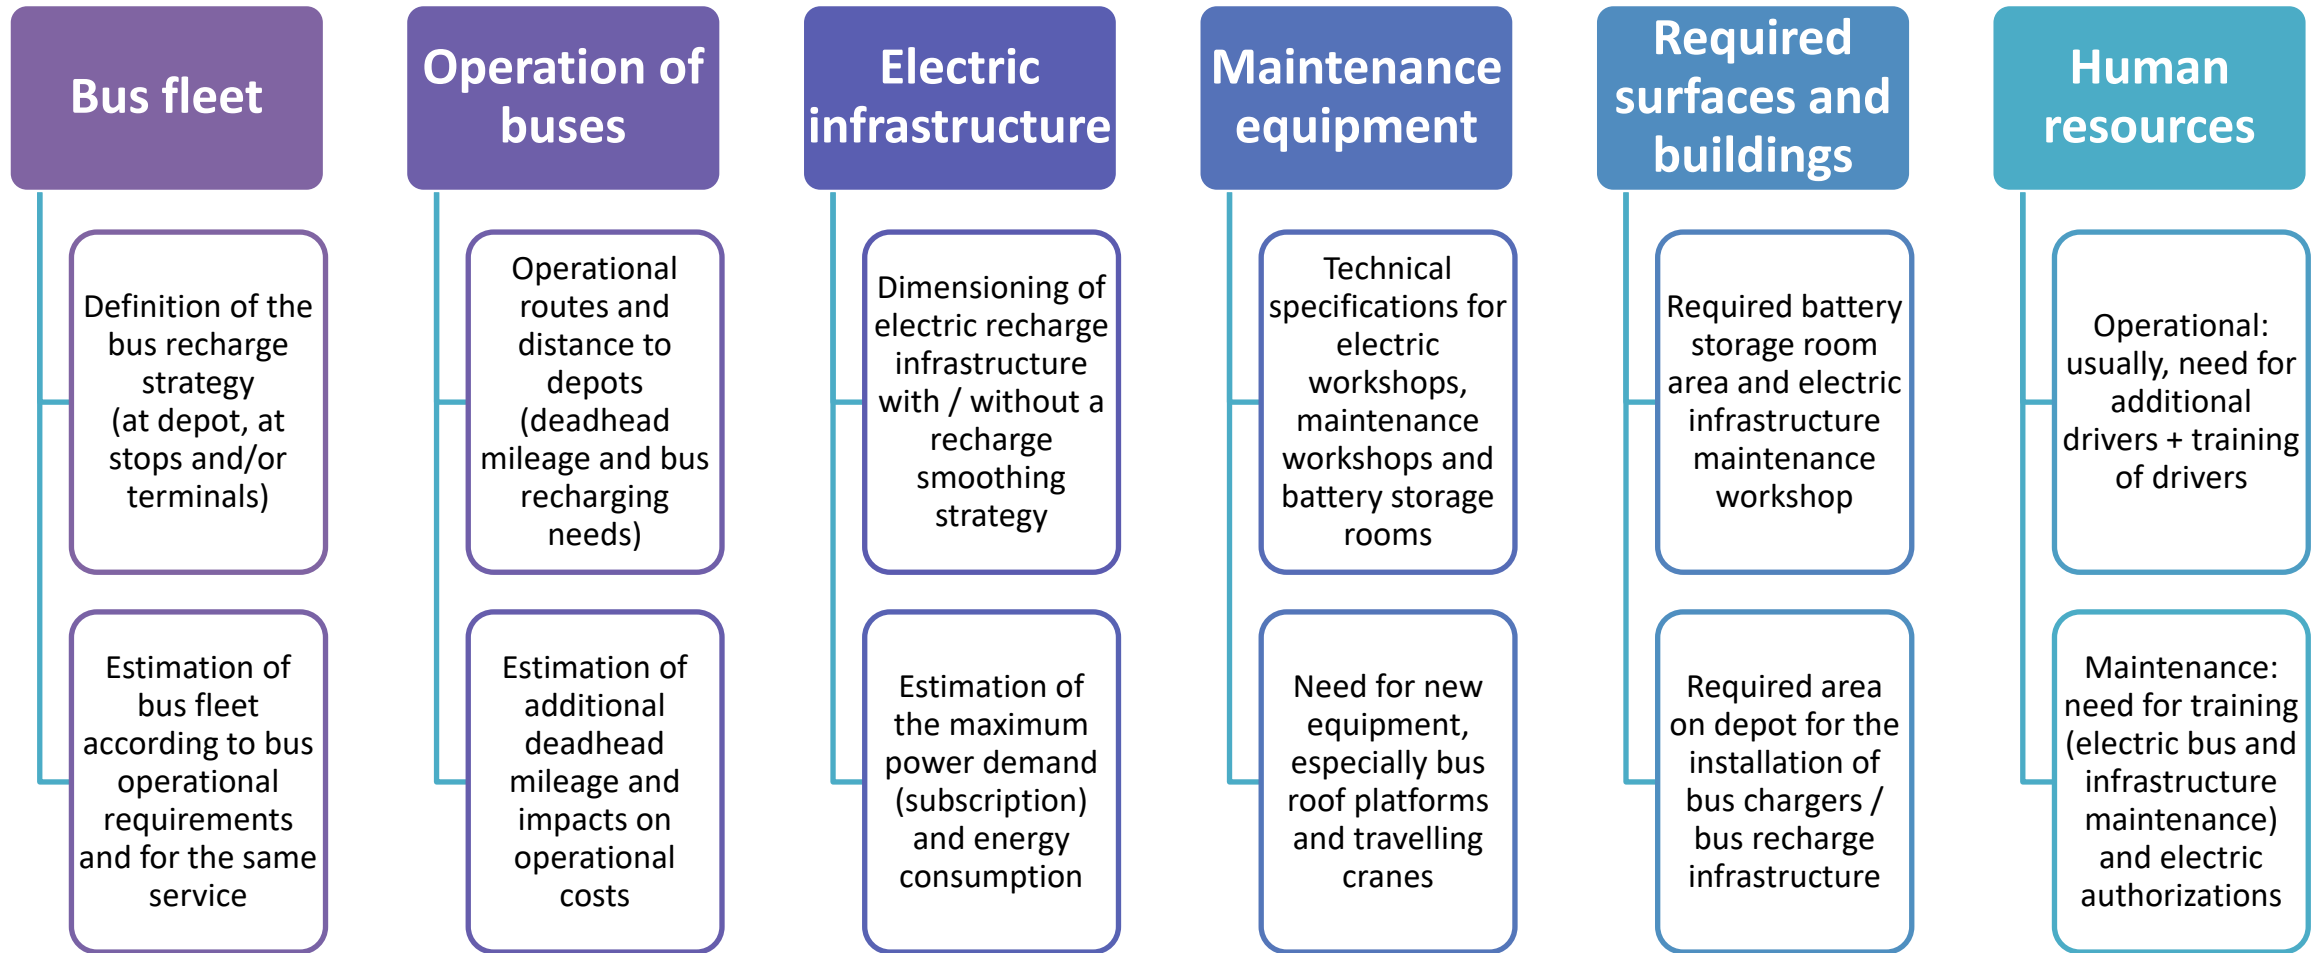 Bus fleet
Definition of the
bus recharge
strategy
(at depot, at
stops and/or
terminals)
Estimation of
bus fleet
according to bus
operational
requirements
and for the same
service
Operation of
buses
Operational
routes and
distance to
depots
(deadhead
mileage and bus
recharging
needs)
Estimation of
additional
deadhead
mileage and
impacts on
operational
costs
Electric
infrastructure
Dimensioning of
electric recharge
infrastructure
with / without a
recharge
smoothing
strategy
Estimation of
the maximum
power demand
(subscription)
and energy
consumption
Maintenance
equipment
Technical
specifications for
electric
workshops,
maintenance
workshops and
battery storage
rooms
Need for new
equipment,
especially bus
roof platforms
and travelling
cranes
Required
surfaces and
buildings
Required battery
storage room
area and electric
infrastructure
maintenance
workshop
Required area
on depot for the
installation of
bus chargers /
bus recharge
infrastructure
Human
resources
Operational:
usually, need for
additional
drivers + training
of drivers
Maintenance:
need for training
(electric bus and
infrastructure
maintenance)
and electric
authorizations